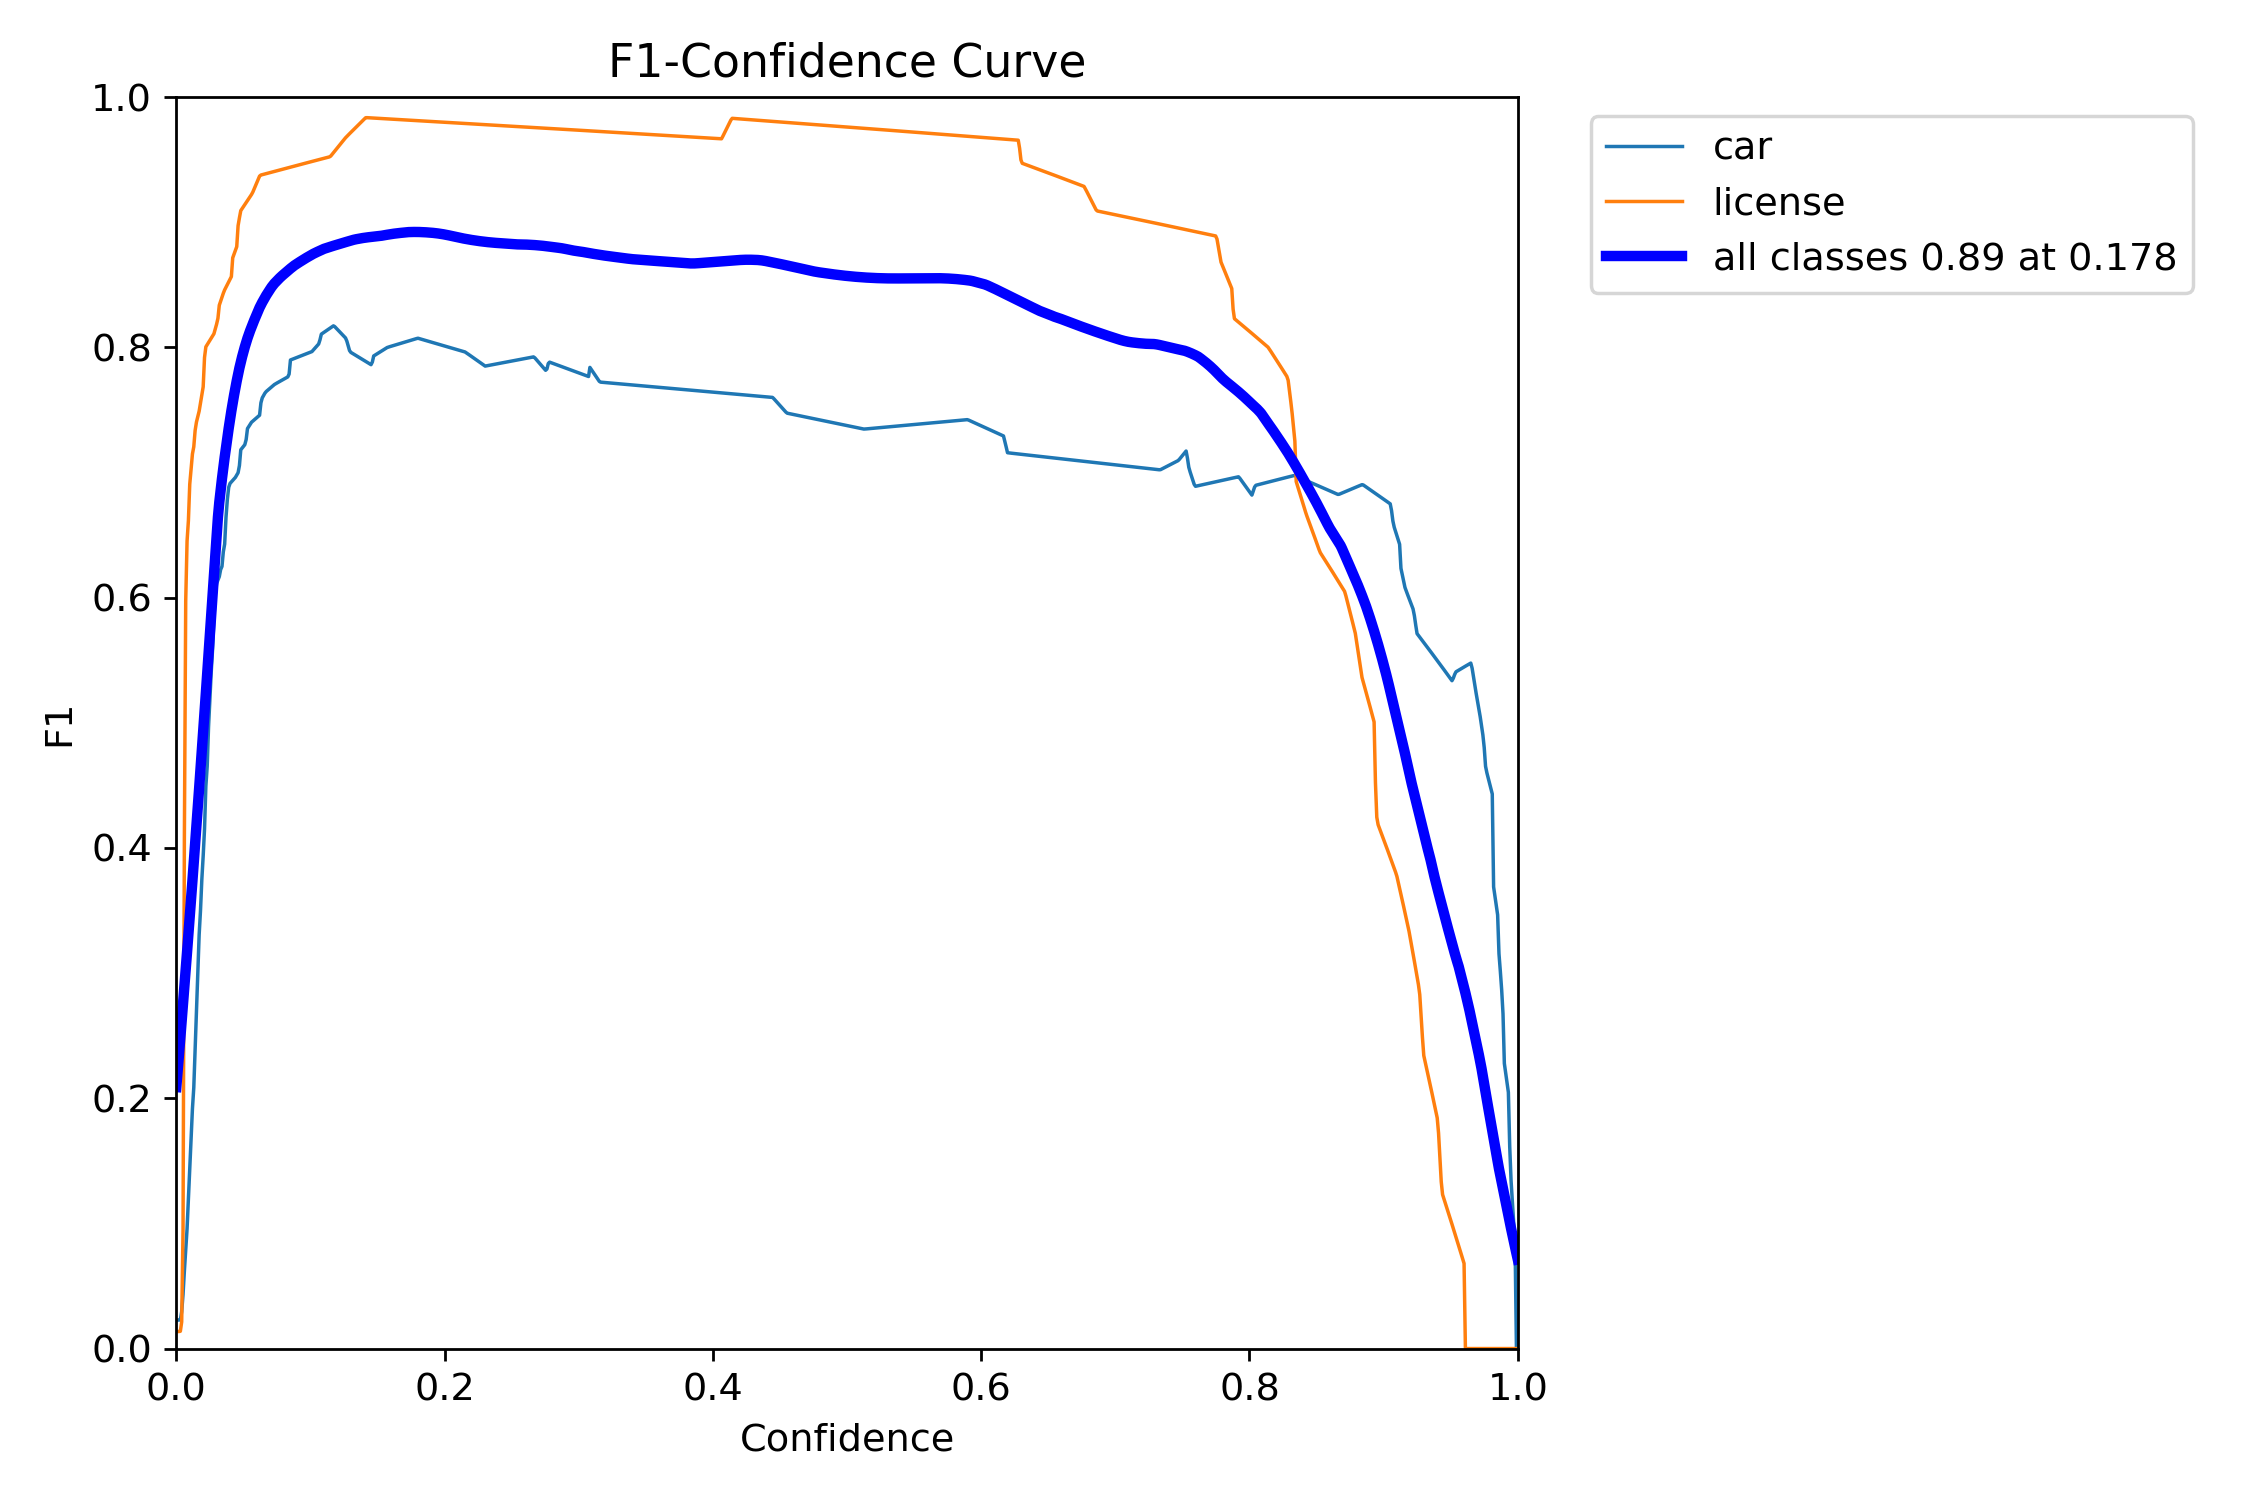 F1-Confidence Curve
1.0
0.8
0.6
0.4
0.2
0.0
F1
0.0 0.2 0.4 0.6 0.8 1.0
Confidence
car
license
all classes 0.89 at 0.178